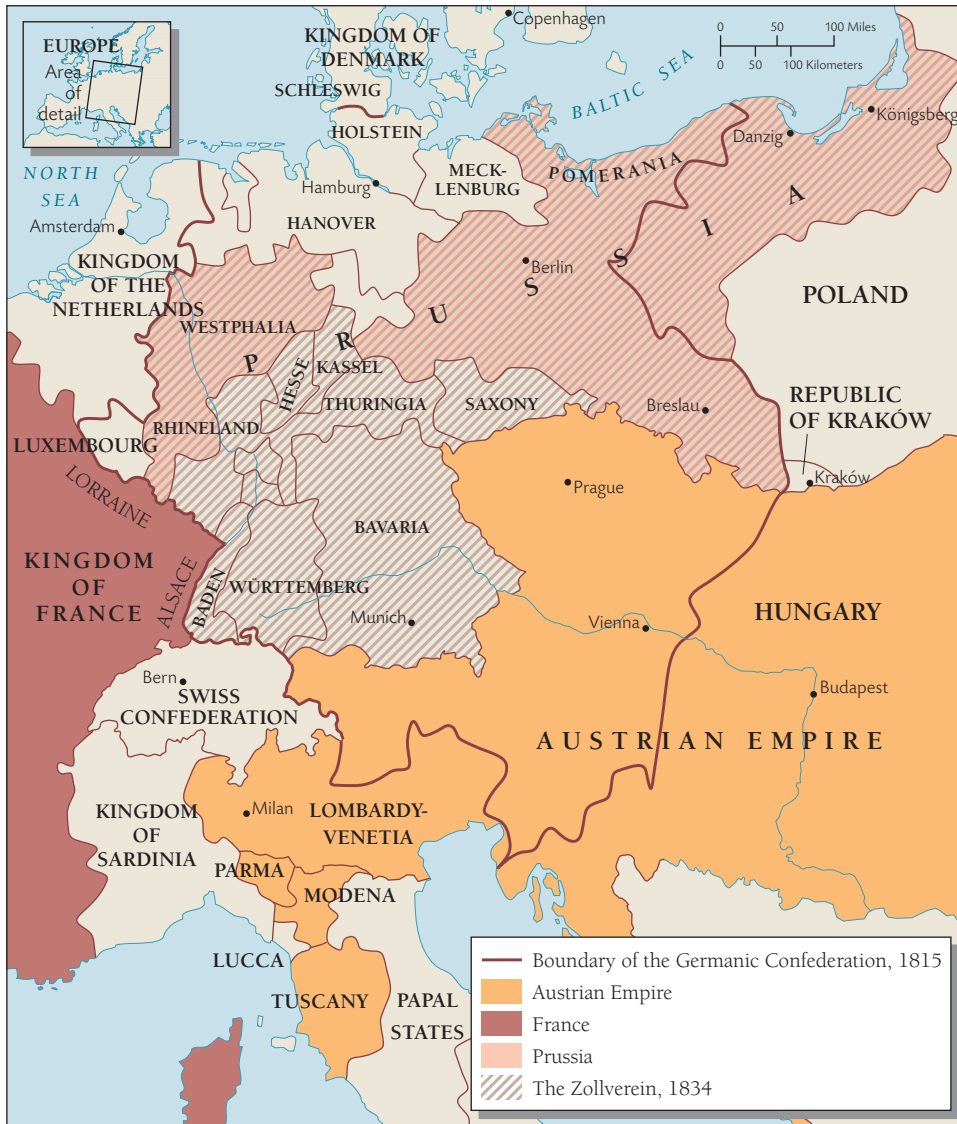 EUROPE
Area
of
detail
Copenhagen
KINGDOM OF
DENMARK
SCHLESWIG
HOLSTEIN
BALTIC SEA
0 50 100 Miles
0 50 100 Kilometers
Königsberg
Danzig
POMERANIA
MECK-
LENBURG
NORTH
SEA
Hamburg
Amsterdam
HANOVER
KINGDOM
OF THE
NETHERLANDS
Berlin
PRUSSIA
POLAND
WESTPHALIA
HESSE
KASSEL
THURINGIA
SAXONY
Breslau
REPUBLIC
OF KRAKÓW
Kraków
RHINELAND
LUXEMBOURG
LORRAINE
Prague
KINGDOM
OF
FRANCE
ALSACE
BADEN
WÜRTTEMBERG
BAVARIA
Munich
Vienna
HUNGARY
Budapest
Bern
SWISS
CONFEDERATION
AUSTRIAN EMPIRE
Milan
LOMBARDY-
VENETIA
KINGDOM
OF
SARDINIA
PARMA
MODENA
LUCCA
TUSCANY
PAPAL
STATES
Boundary of the Germanic Confederation, 1815
Austrian Empire
France
Prussia
The Zollverein, 1834